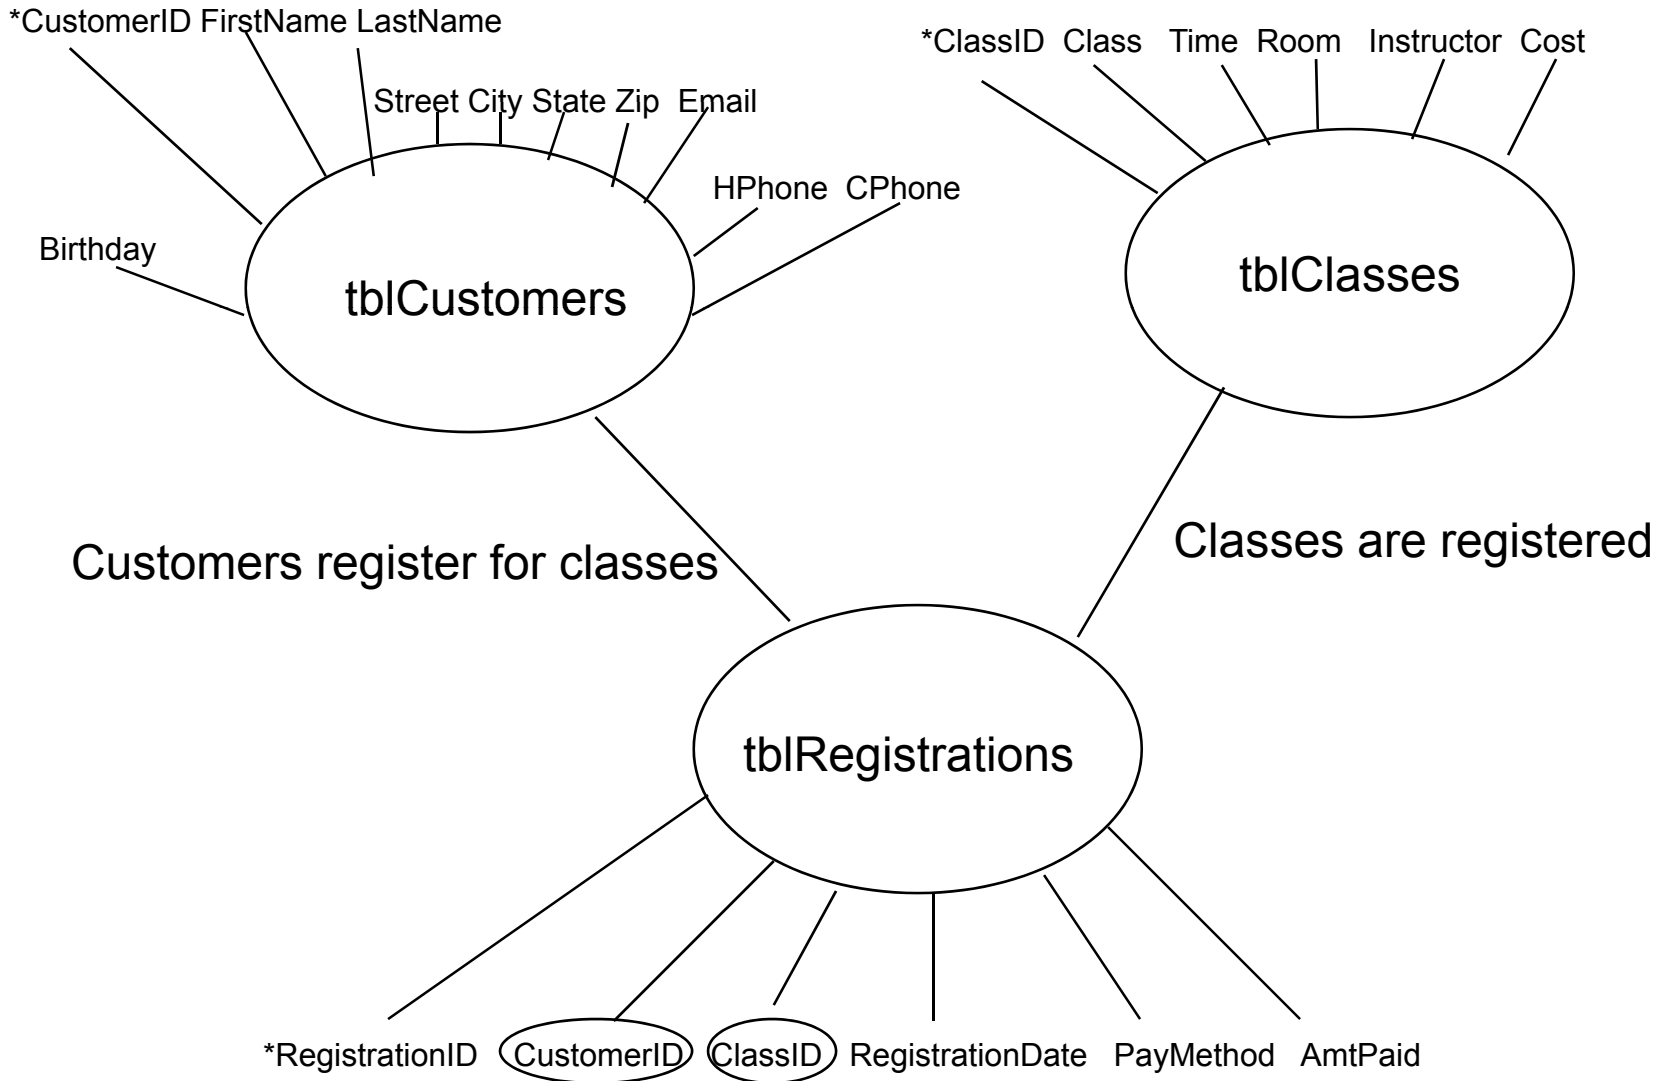 *CustomerID FirstName LastName
*ClassID Class Time Room Instructor Cost
Street City State Zip Email
HPhone CPhone
Birthday
tblCustomers
tblClasses
Customers register for classes
Classes are registered
tblRegistrations
*RegistrationID CustomerID ClassID RegistrationDate PayMethod AmtPaid